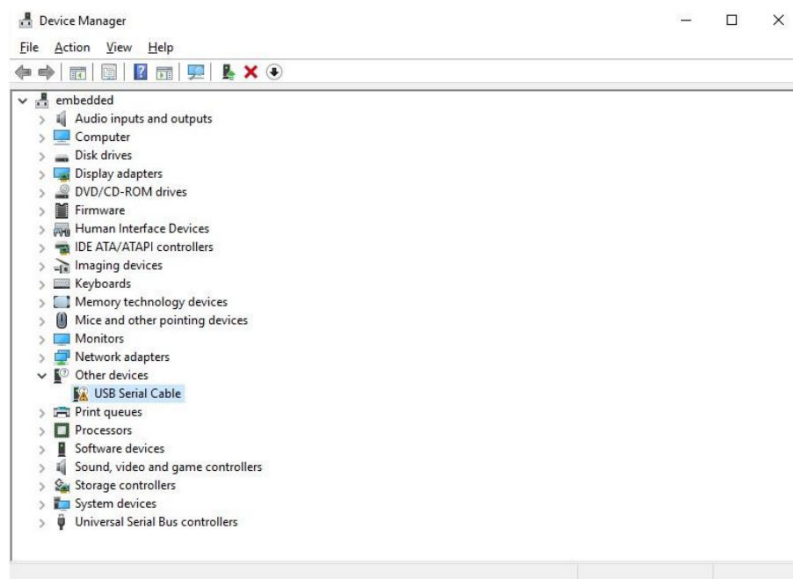 Device Manager
File Action View Help
embedded
Audio inputs and outputs
Computer
Disk drives
Display adapters
DVD/CD-ROM drives
Firmware
Human Interface Devices
IDE ATA/ATAPI controllers
Imaging devices
Keyboards
Memory technology devices
Mice and other pointing devices
Monitors
Network adapters
Other devices
USB Serial Cable
Print queues
Processors
Software devices
Sound, video and game controllers
Storage controllers
System devices
Universal Serial Bus controllers